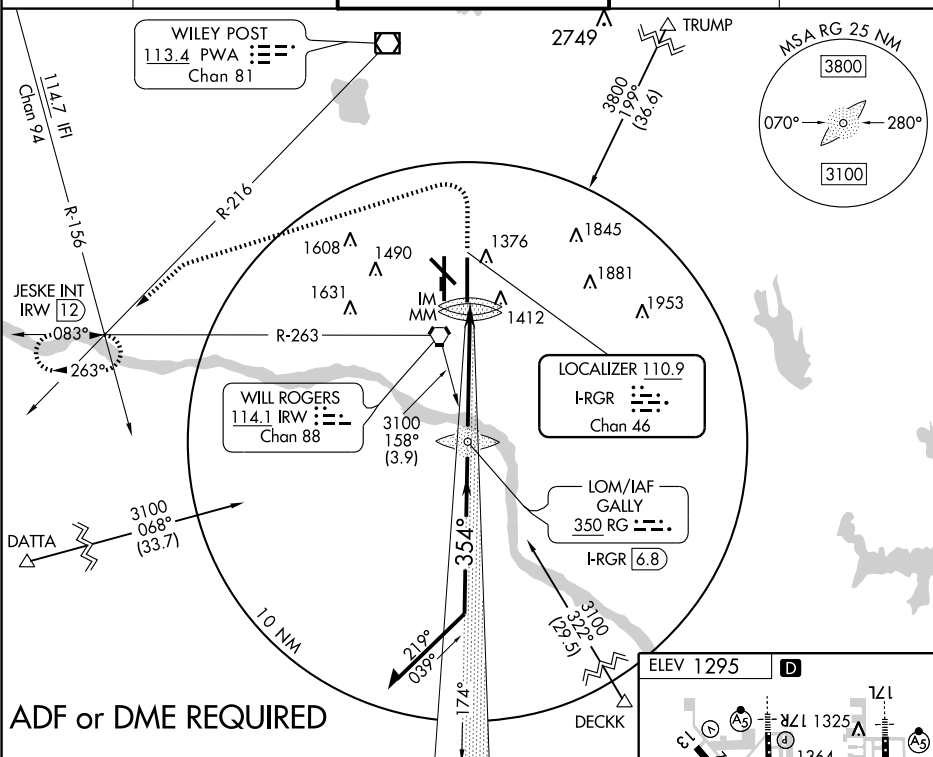 WILEY POST
113.4 PWA
Chan 81
2749
TRUMP
MSA RG 25 NM
3800
070°
280°
3100
114.7 IFI
Chan 94
R-156
R-216
3800
199°
(36.6)
1608
1490
1376
1845
1631
1881
1953
IM
MM
1412
JESKE INT
IRW 12
083°
263°
R-263
LOCALIZER 110.9
I-RGR
Chan 46
WILL ROGERS
114.1 IRW
Chan 88
3100
158°
(3.9)
LOM/IAF
GALLY
350 RG
I-RGR 6.8
3100
068°
(33.7)
DATTA
354°
3100
322°
(29.5)
DECKK
10 NM
219°
039°
174°
ADF or DME REQUIRED
ELEV 1295
D
17L
A5
V
17R
1325
P
A5
13
1364